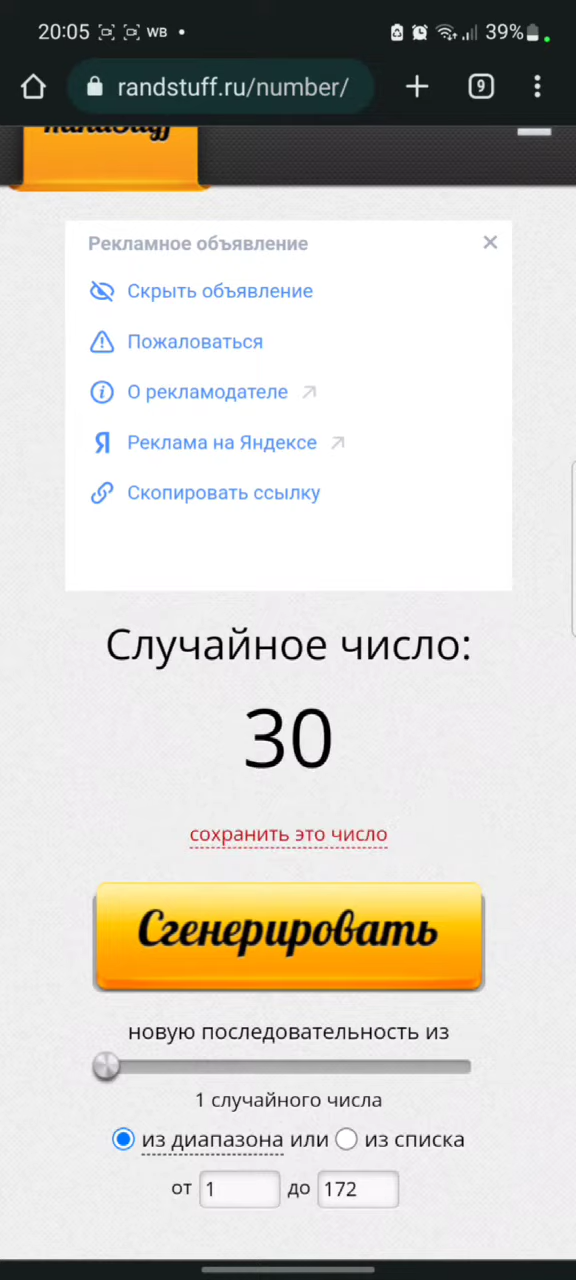 20:05 WB 39%
randstuff.ru/number/ 9
Рекламное объявление
Скрыть объявление
Пожаловаться
О рекламодателе
Я Реклама на Яндексе
Скопировать ссылку
Случайное число:
30
сохранить это число
Сгенерировать
новую последовательность из
1 случайного числа
из диапазона или из списка
от 1 до 172